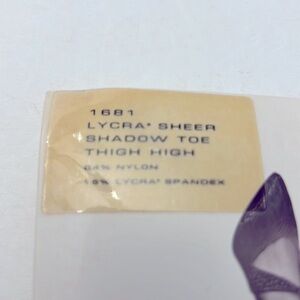 1681
LYCRA® SHEER
SHADOW TOE
THIGH HIGH
84% NYLON
16% LYCRA® SPANDEX